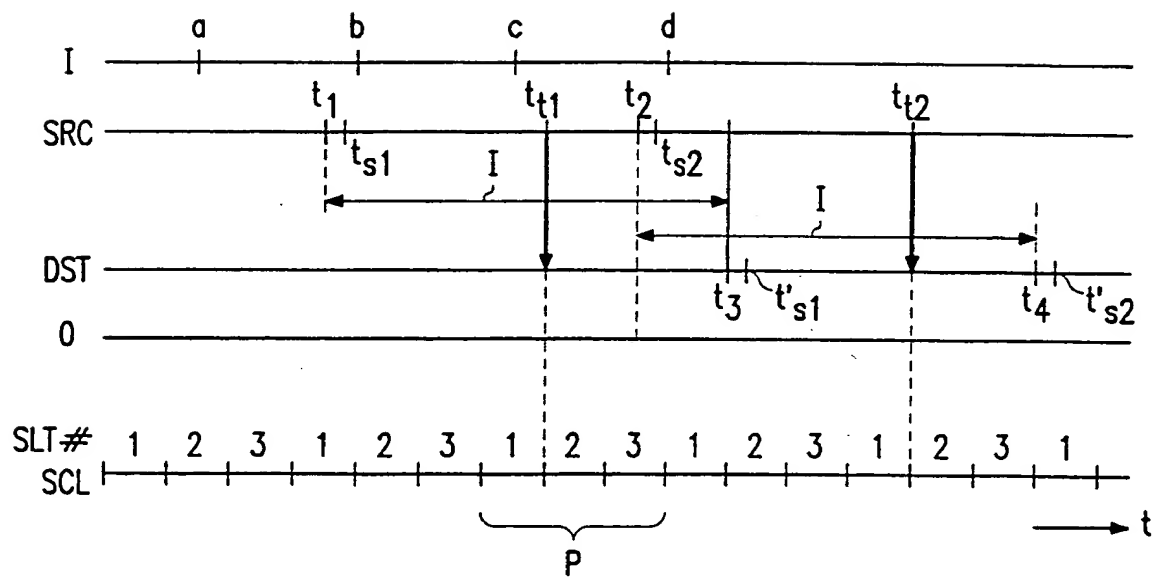 a b c d
I
t1 tt1 t2 tt2
SRC
ts1 ts2
I
I
DST
t3 t's1 t4 t's2
0
SLT# 1 2 3 1 2 3 1 2 3 1 2 3 1 2 3 1
SCL
t
P